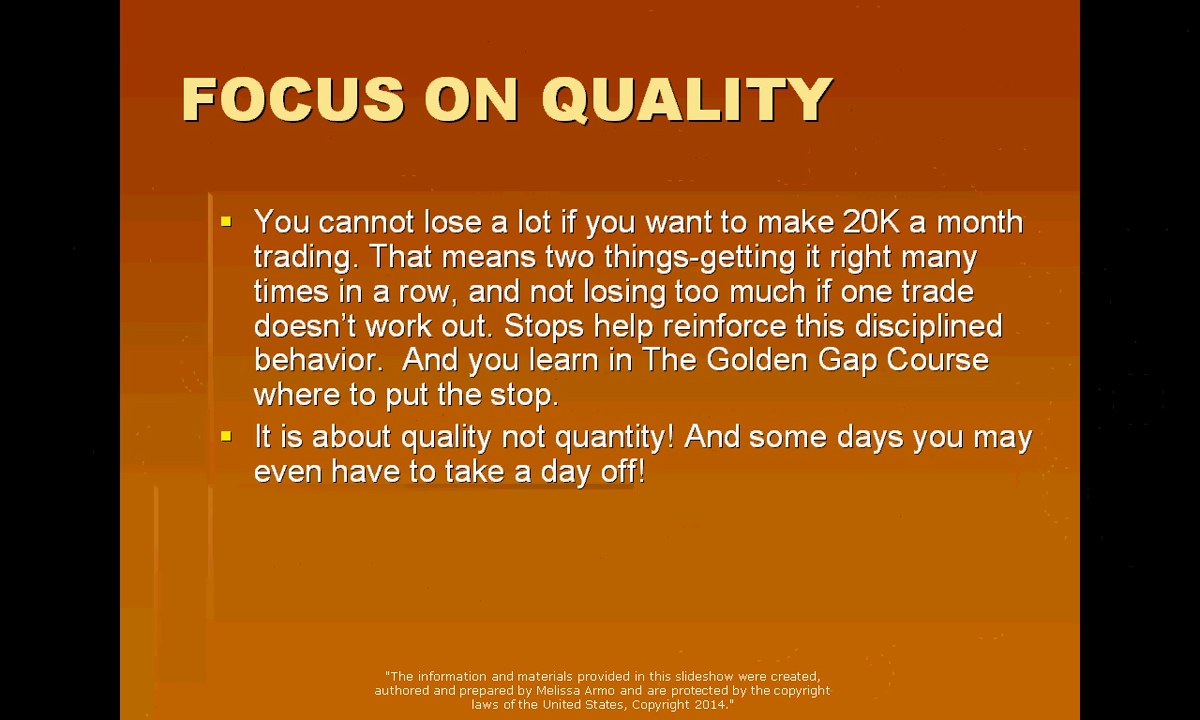 FOCUS ON QUALITY
▪ You cannot lose a lot if you want to make 20K a month
trading. That means two things-getting it right many
times in a row, and not losing too much if one trade
doesn’t work out. Stops help reinforce this disciplined
behavior.  And you learn in The Golden Gap Course
where to put the stop.
▪ It is about quality not quantity! And some days you may
even have to take a day off!
"The information and materials provided in this slideshow were created,
authored and prepared by Melissa Armo and are protected by the copyright
laws of the United States, Copyright 2014."